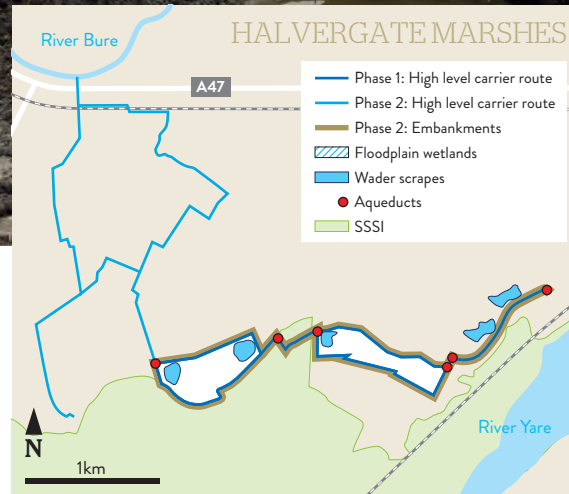 HALVERGATE MARSHES
River Bure
A47
Phase 1: High level carrier route
Phase 2: High level carrier route
Phase 2: Embankments
Floodplain wetlands
Wader scrapes
Aqueducts
SSSI
River Yare
N
1km